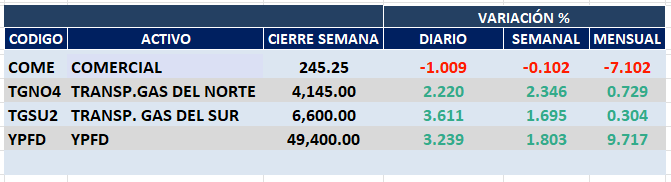 VARIACIÓN %
CODIGO ACTIVO CIERRE SEMANA DIARIO SEMANAL MENSUAL
COME COMERCIAL 245.25 -1.009 -0.102 -7.102
TGNO4 TRANSP.GAS DEL NORTE 4,145.00 2.220 2.346 0.729
TGSU2 TRANSP. GAS DEL SUR 6,600.00 3.611 1.695 0.304
YPFD YPFD 49,400.00 3.239 1.803 9.717